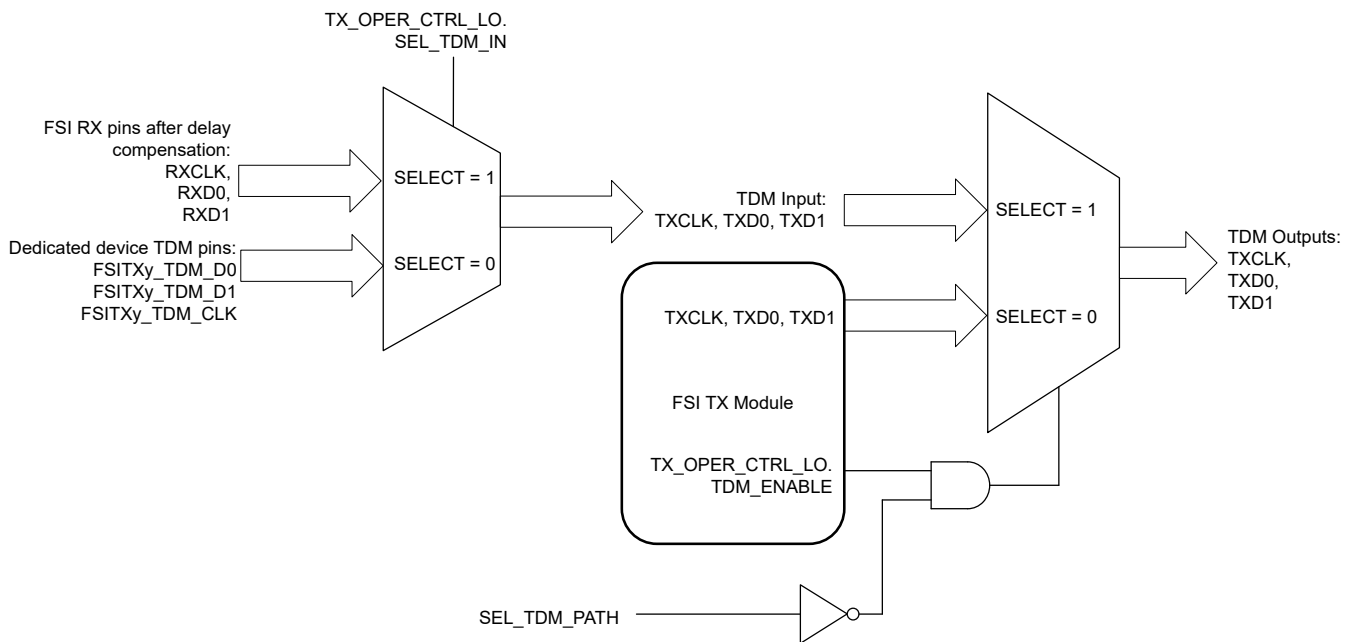 TX_OPER_CTRL_LO.
SEL_TDM_IN
FSI RX pins after delay
compensation:
RXCLK,
RXD0,
RXD1
SELECT = 1
Dedicated device TDM pins:
FSITXy_TDM_D0
FSITXy_TDM_D1
FSITXy_TDM_CLK
SELECT = 0
TDM Input:
TXCLK, TXD0, TXD1
SELECT = 1
TXCLK, TXD0, TXD1
SELECT = 0
TDM Outputs:
TXCLK,
TXD0,
TXD1
FSI TX Module
TX_OPER_CTRL_LO.
TDM_ENABLE
SEL_TDM_PATH